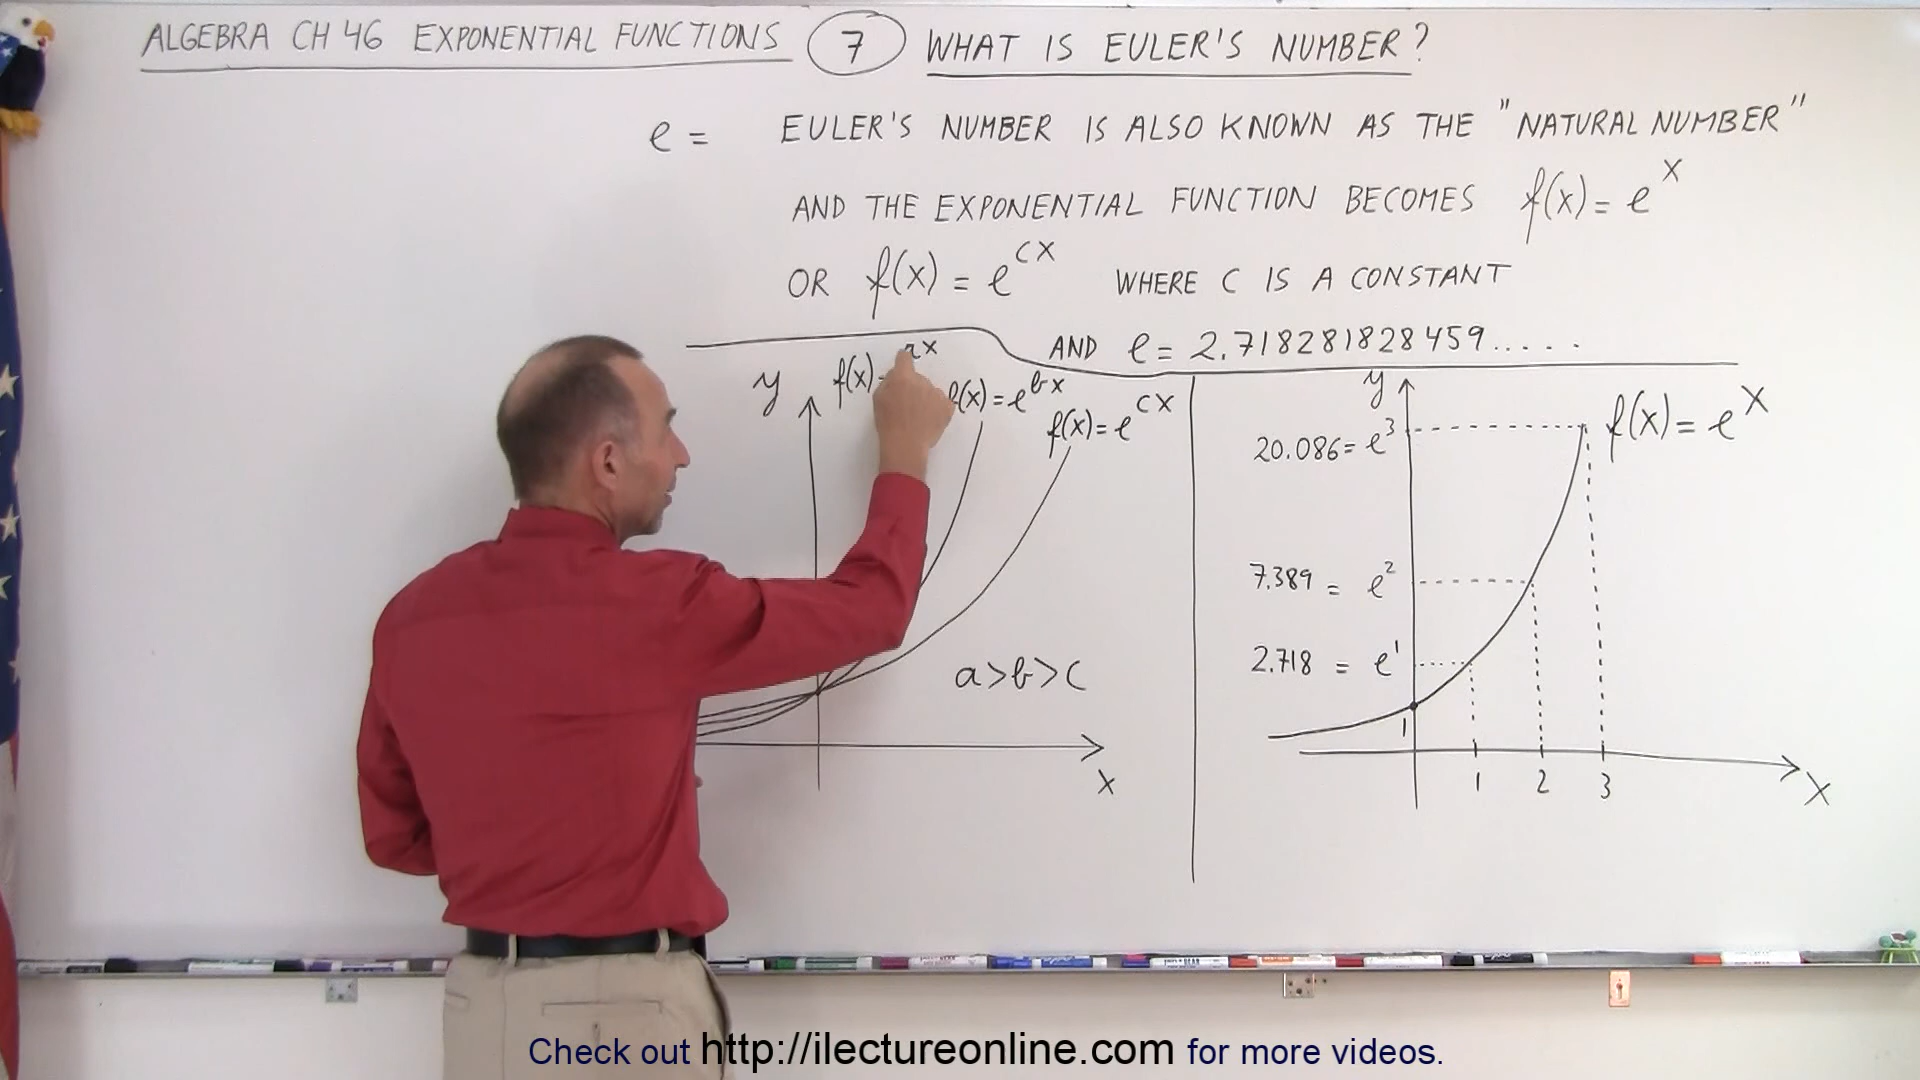 ALGEBRA CH 46 EXPONENTIAL FUNCTIONS 7 WHAT IS EULER'S NUMBER?
e = EULER'S NUMBER IS ALSO KNOWN AS THE "NATURAL NUMBER"
AND THE EXPONENTIAL FUNCTION BECOMES f(x) = e^x
OR f(x) = e^cx WHERE C IS A CONSTANT
AND e = 2.718281828459.....
y
f(x) = ax
f(x) = e^bx
f(x) = e^cx
a > b > c
x
y
f(x) = e^x
20.086 = e^3
7.389 = e^2
2.718 = e^1
1
1 2 3
x
Check out http://ilectureonline.com for more videos.